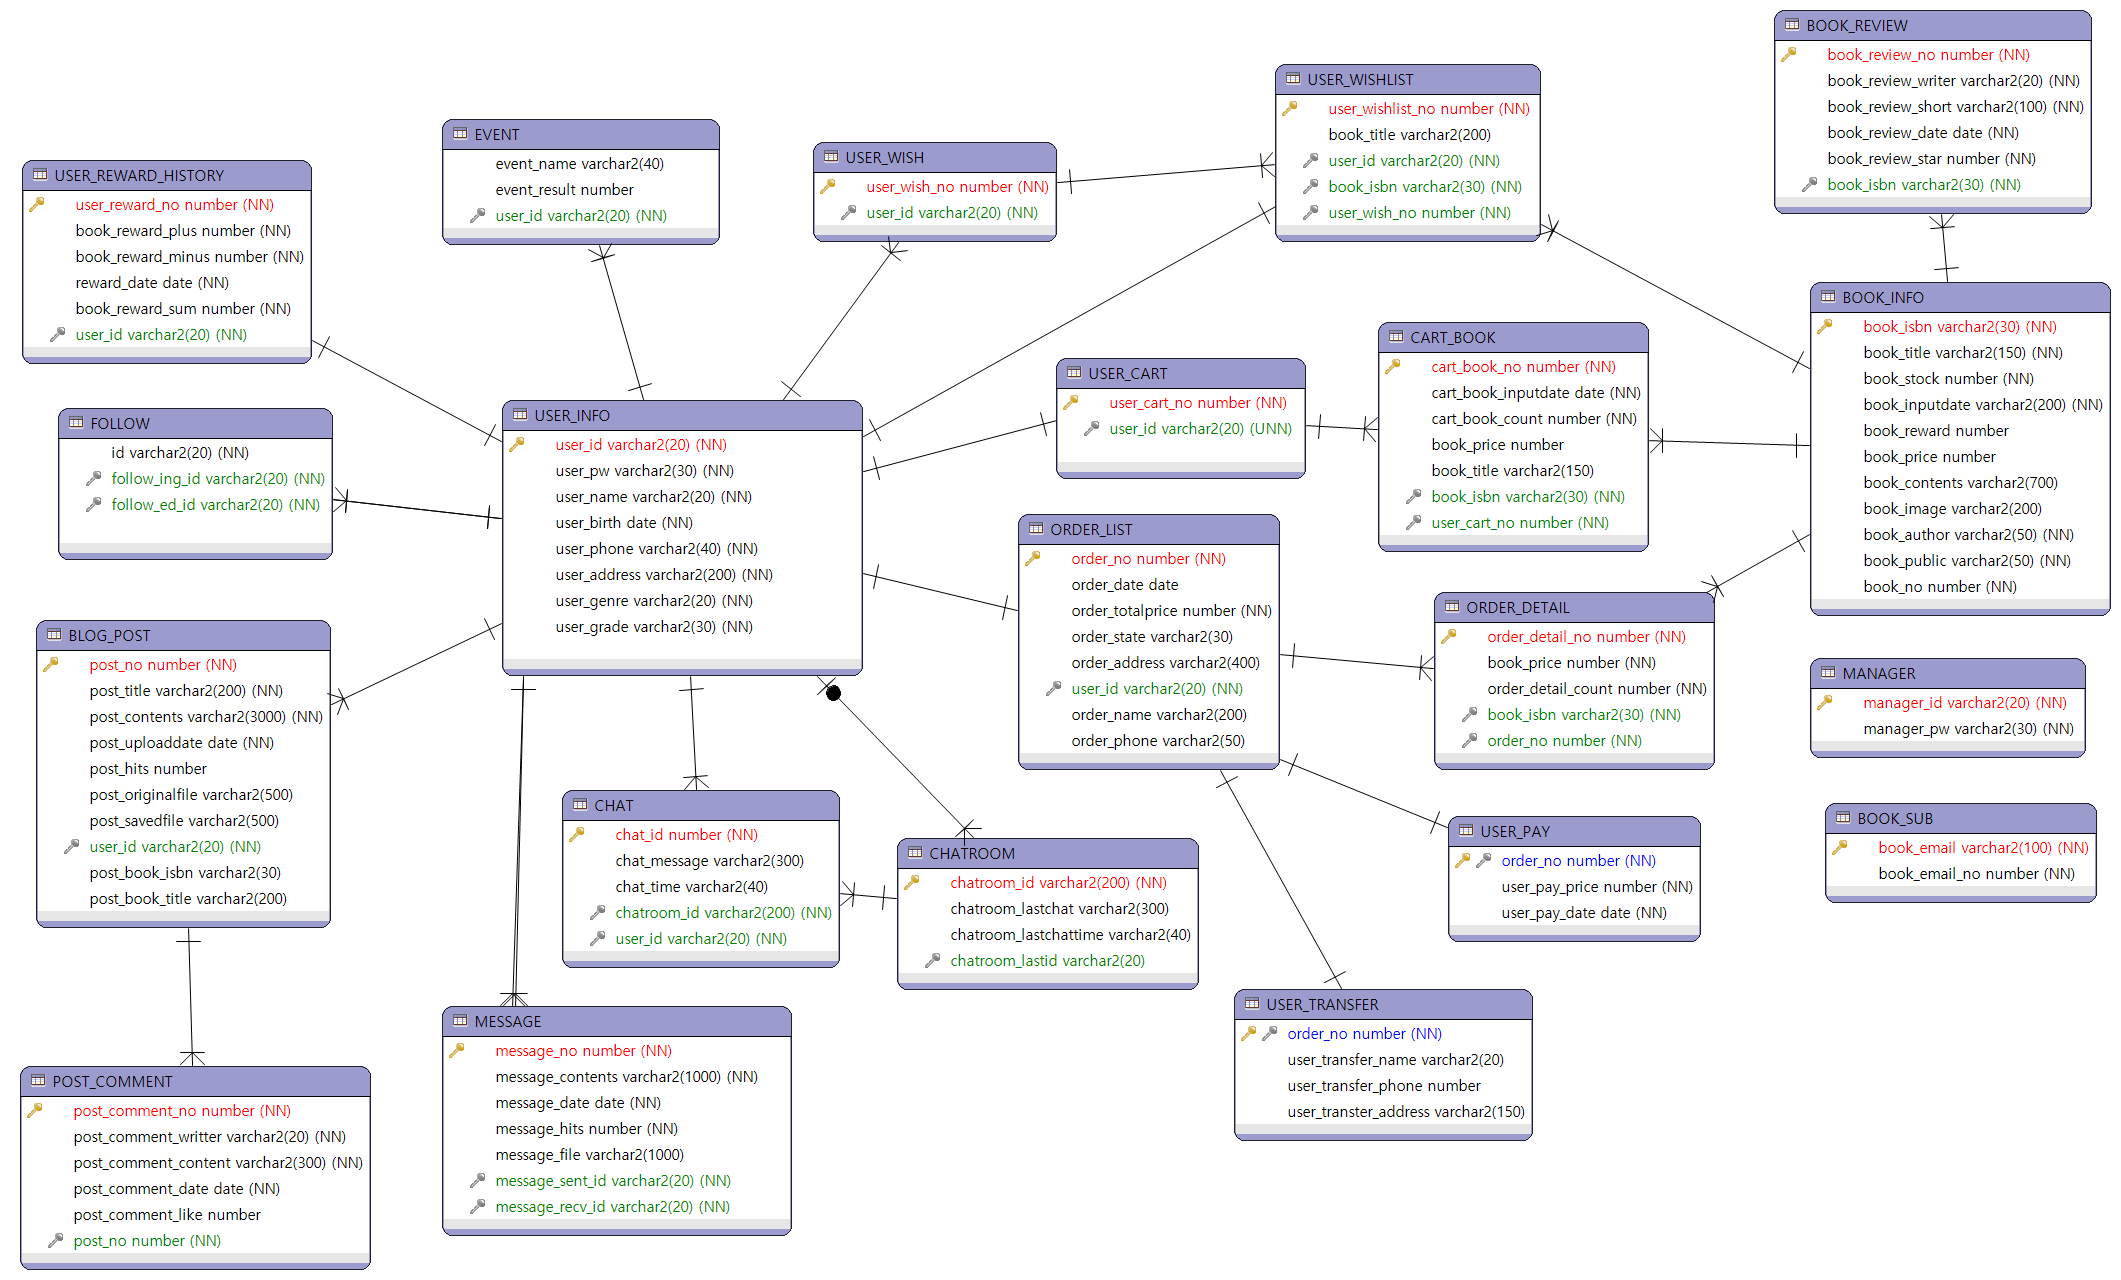 BOOK_REVIEW
book_review_no number (NN)
book_review_writer varchar2(20) (NN)
book_review_short varchar2(100) (NN)
book_review_date date (NN)
book_review_star number (NN)
book_isbn varchar2(30) (NN)
USER_WISHLIST
user_wishlist_no number (NN)
book_title varchar2(200)
user_id varchar2(20) (NN)
book_isbn varchar2(30) (NN)
user_wish_no number (NN)
EVENT
event_name varchar2(40)
event_result number
user_id varchar2(20) (NN)
USER_WISH
user_wish_no number (NN)
user_id varchar2(20) (NN)
USER_REWARD_HISTORY
user_reward_no number (NN)
book_reward_plus number (NN)
book_reward_minus number (NN)
reward_date date (NN)
book_reward_sum number (NN)
user_id varchar2(20) (NN)
BOOK_INFO
book_isbn varchar2(30) (NN)
book_title varchar2(150) (NN)
book_stock number (NN)
book_inputdate varchar2(200) (NN)
book_reward number
book_price number
book_contents varchar2(700)
book_image varchar2(200)
book_author varchar2(50) (NN)
book_public varchar2(50) (NN)
book_no number (NN)
CART_BOOK
cart_book_no number (NN)
cart_book_inputdate date (NN)
cart_book_count number (NN)
book_price number
book_title varchar2(150)
book_isbn varchar2(30) (NN)
user_cart_no number (NN)
USER_CART
user_cart_no number (NN)
user_id varchar2(20) (UNN)
USER_INFO
user_id varchar2(20) (NN)
user_pw varchar2(30) (NN)
user_name varchar2(20) (NN)
user_birth date (NN)
user_phone varchar2(40) (NN)
user_address varchar2(200) (NN)
user_genre varchar2(20) (NN)
user_grade varchar2(30) (NN)
FOLLOW
id varchar2(20) (NN)
follow_ing_id varchar2(20) (NN)
follow_ed_id varchar2(20) (NN)
ORDER_LIST
order_no number (NN)
order_date date
order_totalprice number (NN)
order_state varchar2(30)
order_address varchar2(400)
user_id varchar2(20) (NN)
order_name varchar2(200)
order_phone varchar2(50)
ORDER_DETAIL
order_detail_no number (NN)
book_price number (NN)
order_detail_count number (NN)
book_isbn varchar2(30) (NN)
order_no number (NN)
BLOG_POST
post_no number (NN)
post_title varchar2(200) (NN)
post_contents varchar2(3000) (NN)
post_uploaddate date (NN)
post_hits number
post_originalfile varchar2(500)
post_savedfile varchar2(500)
user_id varchar2(20) (NN)
post_book_isbn varchar2(30)
post_book_title varchar2(200)
MANAGER
manager_id varchar2(20) (NN)
manager_pw varchar2(30) (NN)
CHAT
chat_id number (NN)
chat_message varchar2(300)
chat_time varchar2(40)
chatroom_id varchar2(200) (NN)
user_id varchar2(20) (NN)
CHATROOM
chatroom_id varchar2(200) (NN)
chatroom_lastchat varchar2(300)
chatroom_lastchattime varchar2(40)
chatroom_lastid varchar2(20)
USER_PAY
order_no number (NN)
user_pay_price number (NN)
user_pay_date date (NN)
BOOK_SUB
book_email varchar2(100) (NN)
book_email_no number (NN)
USER_TRANSFER
order_no number (NN)
user_transfer_name varchar2(20)
user_transfer_phone number
user_transter_address varchar2(150)
MESSAGE
message_no number (NN)
message_contents varchar2(1000) (NN)
message_date date (NN)
message_hits number (NN)
message_file varchar2(1000)
message_sent_id varchar2(20) (NN)
message_recv_id varchar2(20) (NN)
POST_COMMENT
post_comment_no number (NN)
post_comment_writter varchar2(20) (NN)
post_comment_content varchar2(300) (NN)
post_comment_date date (NN)
post_comment_like number
post_no number (NN)